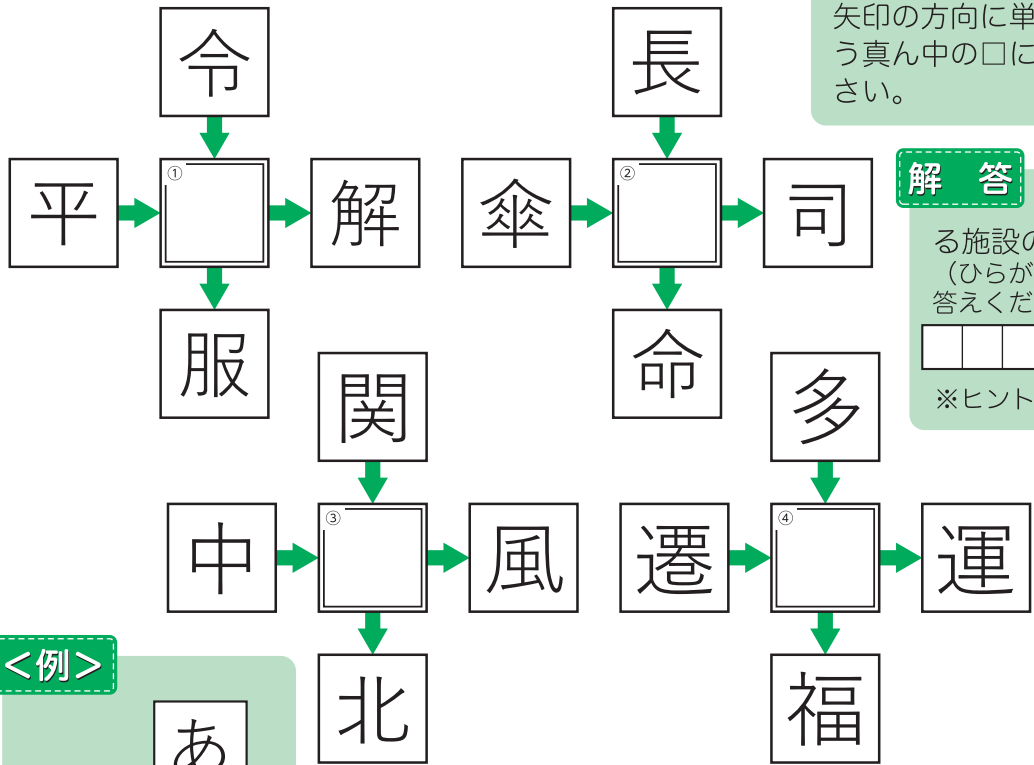 矢印の方向に単
う真ん中の□に
さい。
令
平
①
解
服
長
傘
②
司
命
解 答
る施設の
（ひらが
答えくだ
※ヒント
関
中
③
風
北
多
遷
④
運
福
＜例＞
あ